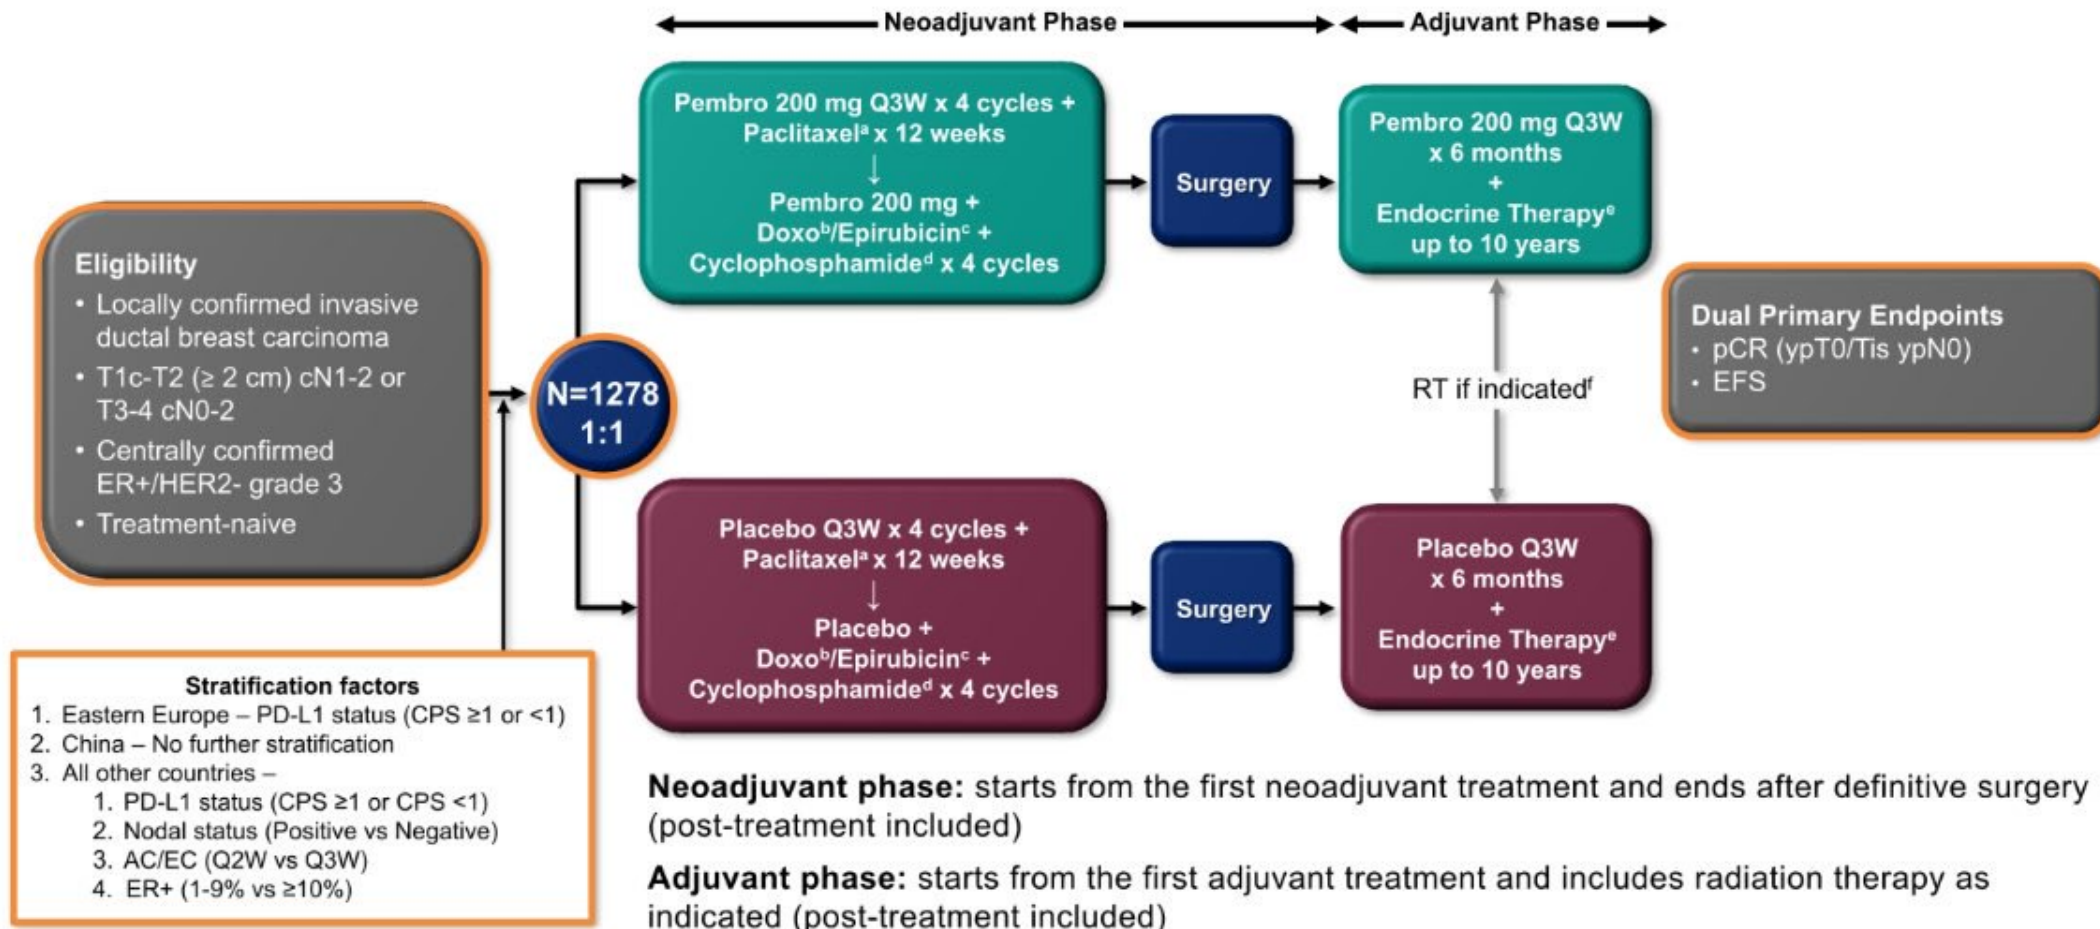 Neoadjuvant Phase
Adjuvant Phase
Eligibility
• Locally confirmed invasive
ductal breast carcinoma
• T1c-T2 (≥ 2 cm) cN1-2 or
T3-4 cN0-2
• Centrally confirmed
ER+/HER2- grade 3
• Treatment-naive
Stratification factors
1. Eastern Europe – PD-L1 status (CPS ≥1 or <1)
2. China – No further stratification
3. All other countries –
1. PD-L1 status (CPS ≥1 or CPS <1)
2. Nodal status (Positive vs Negative)
3. AC/EC (Q2W vs Q3W)
4. ER+ (1-9% vs ≥10%)
N=1278
1:1
Pembro 200 mg Q3W x 4 cycles +
Paclitaxelᵃ x 12 weeks
↓
Pembro 200 mg +
Doxoᵇ/Epirubicinᶜ +
Cyclophosphamideᵈ x 4 cycles
Surgery
Pembro 200 mg Q3W
x 6 months
+
Endocrine Therapyᵉ
up to 10 years
RT if indicatedᶠ
Placebo Q3W x 4 cycles +
Paclitaxelᵃ x 12 weeks
↓
Placebo +
Doxoᵇ/Epirubicinᶜ +
Cyclophosphamideᵈ x 4 cycles
Surgery
Placebo Q3W
x 6 months
+
Endocrine Therapyᵉ
up to 10 years
Dual Primary Endpoints
• pCR (ypT0/Tis ypN0)
• EFS
Neoadjuvant phase: starts from the first neoadjuvant treatment and ends after definitive surgery
(post-treatment included)
Adjuvant phase: starts from the first adjuvant treatment and includes radiation therapy as
indicated (post-treatment included)